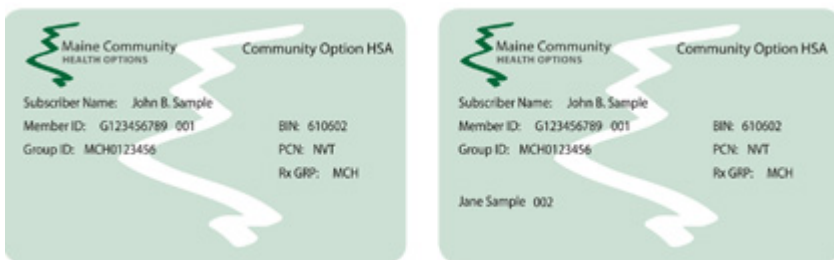 Maine Community
HEALTH OPTIONS
Community Option HSA
Subscriber Name: John B. Sample
Member ID: G123456789 001
BIN: 610602
Group ID: MCH0123456
PCN: NVT
Rx GRP: MCH
Maine Community
HEALTH OPTIONS
Community Option HSA
Subscriber Name: John B. Sample
Member ID: G123456789 001
BIN: 610602
Group ID: MCH0123456
PCN: NVT
Rx GRP: MCH
Jane Sample 002